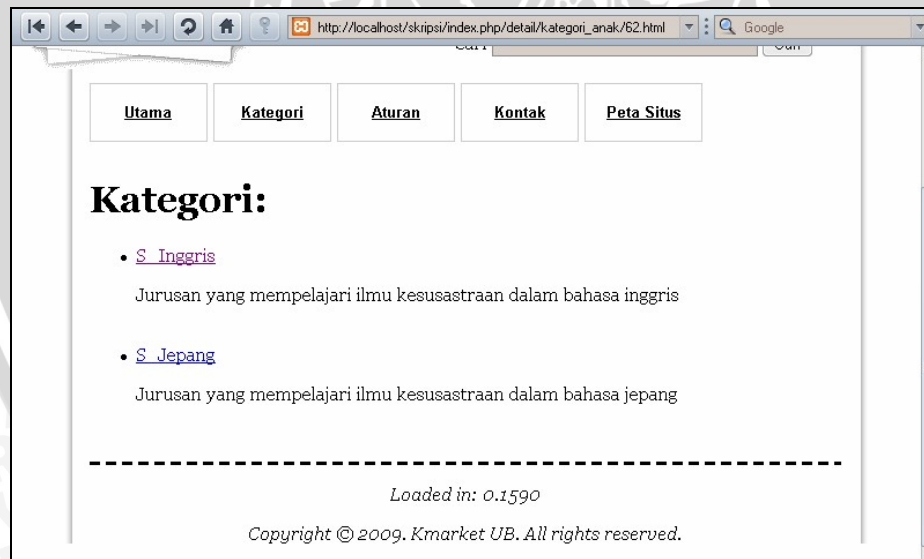 http://localhost/skripsi/index.php/detail/kategori_anak/62.html Google
Utama Kategori Aturan Kontak Peta Situs
Kategori:
S_Inggris
Jurusan yang mempelajari ilmu kesusastraan dalam bahasa inggris
S_Jepang
Jurusan yang mempelajari ilmu kesusastraan dalam bahasa jepang
Loaded in: 0.1590
Copyright © 2009. Kmarket UB. All rights reserved.